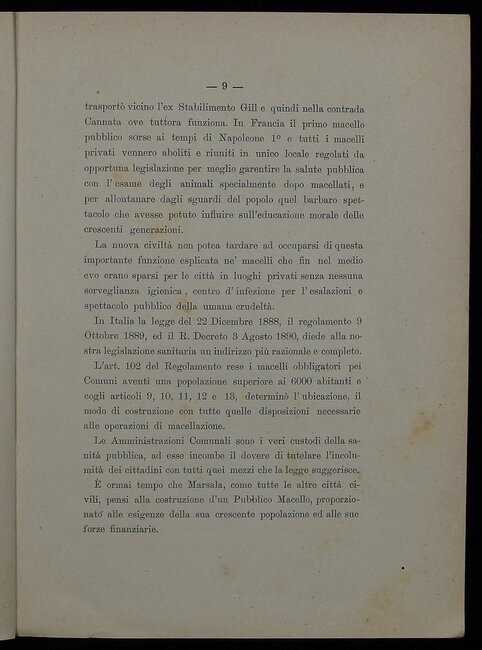 — 9 —
trasportò vicino l'ex Stabilimento Gill e quindi nella contrada
Cannata ove tuttora funziona. In Francia il primo macello
pubblico sorse ai tempi di Napoleone 1º e tutti i macelli
privati vennero aboliti e riuniti in unico locale regolati da
opportuna legislazione per meglio garentire la salute pubblica
con l'esame degli animali specialmente dopo macellati, e
per allontanare dagli sguardi del popolo quel barbaro spet-
tacolo che avesse potuto influire sull'educazione morale delle
crescenti generazioni.
La nuova civiltà non potea tardare ad occuparsi di questa
importante funzione esplicata ne' macelli che fin nel medio
evo erano sparsi per le città in luoghi privati senza nessuna
sorveglianza igienica, centro d'infezione per l'esalazioni e
spettacolo pubblico della umana crudeltà.
In Italia la legge del 22 Dicembre 1888, il regolamento 9
Ottobre 1889, ed il R. Decreto 3 Agosto 1890, diede alla no-
stra legislazione sanitaria un indirizzo più razionale e completo.
L'art. 102 del Regolamento rese i macelli obbligatori pei
Comuni aventi una popolazione superiore ai 6000 abitanti e
cogli articoli 9, 10, 11, 12 e 13, determinò l'ubicazione, il
modo di costruzione con tutte quelle disposizioni necessarie
alle operazioni di macellazione.
Le Amministrazioni Comunali sono i veri custodi della sa-
nità pubblica, ad esse incombe il dovere di tutelare l'incolu-
mità dei cittadini con tutti quei mezzi che la legge suggerisce.
È ormai tempo che Marsala, come tutte le altre città ci-
vili, pensi alla costruzione d'un Pubblico Macello, proporzio-
nato alle esigenze della sua crescente popolazione ed alle sue
forze finanziarie.